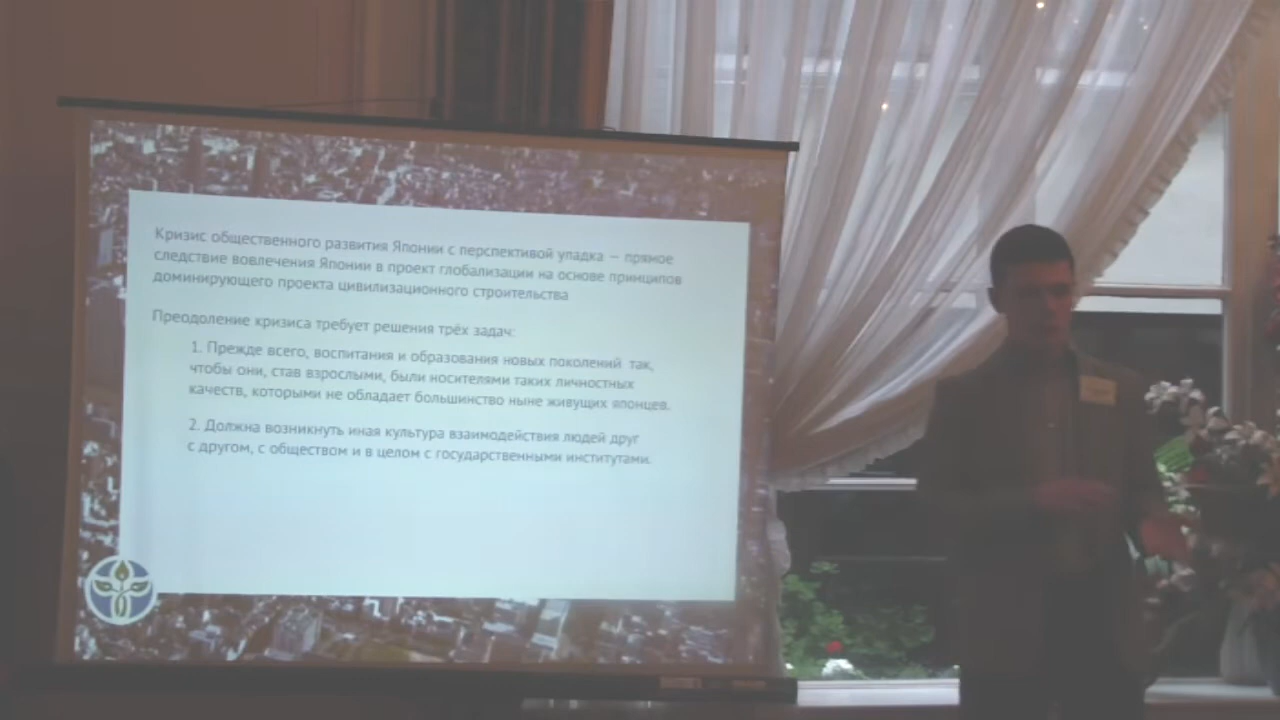 Кризис общественного развития Японии с перспективой упадка – прямое
следствие вовлечения Японии в проект глобализации на основе принципов
доминирующего проекта цивилизационного строительства
Преодоление кризиса требует решения трёх задач:
1. Прежде всего, воспитания и образования новых поколений так,
чтобы они, став взрослыми, были носителями таких личностных
качеств, которыми не обладает большинство ныне живущих японцев.
2. Должна возникнуть иная культура взаимодействия людей друг
с другом, с обществом и в целом с государственными институтами.